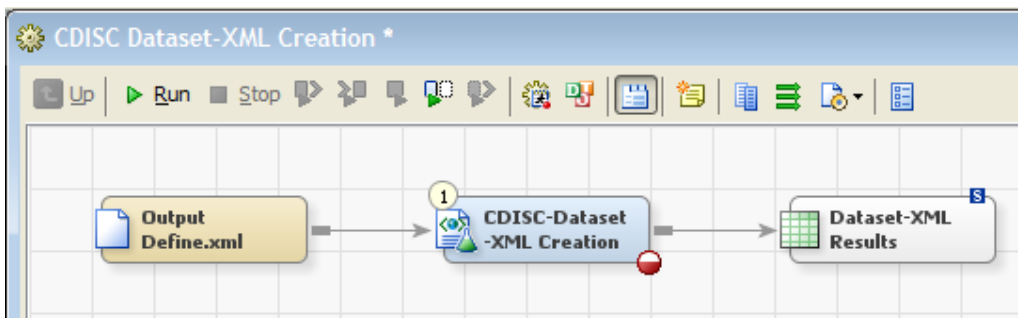 CDISC Dataset-XML Creation *
Up Run Stop
1
Output
Define.xml
CDISC-Dataset
-XML Creation
S
Dataset-XML
Results